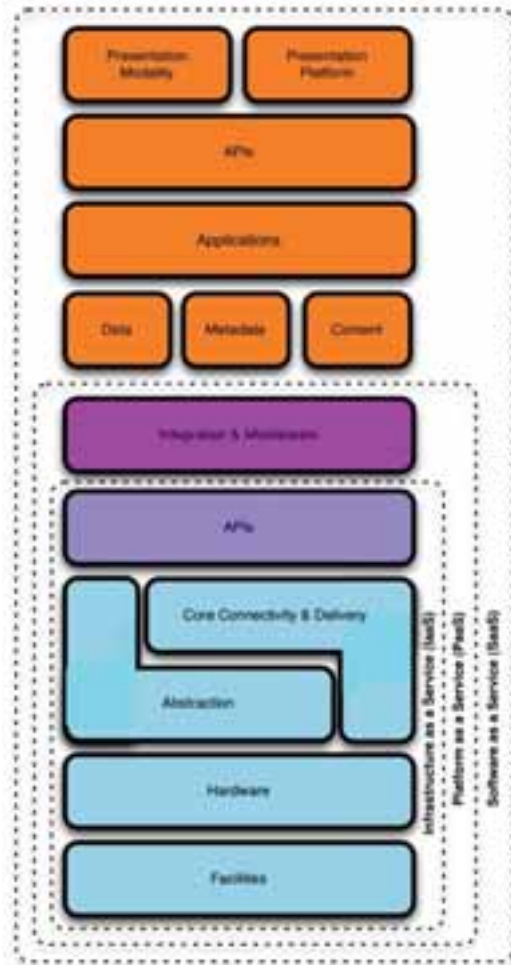 Presentation
Modality
Presentation
Platform
APIs
Applications
Data
Metadata
Content
Integration & Middleware
APIs
Core Connectivity & Delivery
Abstraction
Hardware
Facilities
Infrastructure as a Service (IaaS)
Platform as a Service (PaaS)
Software as a Service (SaaS)